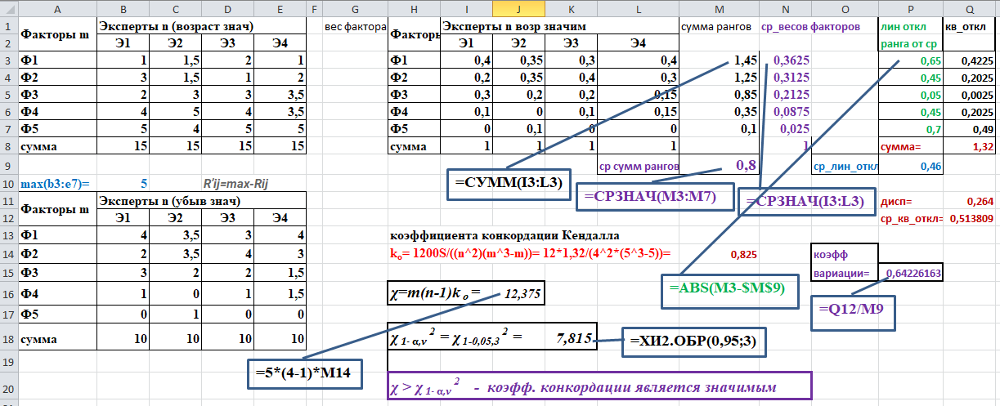 A B C D E F G H I J K L M N O P Q
1 Факторы m Эксперты n (возраст знач) вес фактора Эксперты n возр значим сумма рангов ср_весов факторов лин откл кв_откл
2 Э1 Э2 Э3 Э4 Э1 Э2 Э3 Э4 ранга от ср
3 Ф1 1 1,5 2 1 Ф1 0,4 0,35 0,3 0,4 1,45 0,3625 0,65 0,4225
4 Ф2 3 1,5 1 2 Ф2 0,2 0,35 0,4 0,3 1,25 0,3125 0,45 0,2025
5 Ф3 2 3 3 3,5 Ф3 0,3 0,2 0,2 0,15 0,85 0,2125 0,05 0,0025
6 Ф4 4 5 4 3,5 Ф4 0,1 0 0,1 0,15 0,35 0,0875 0,45 0,2025
7 Ф5 5 4 5 5 Ф5 0 0,1 0 0 0,1 0,025 0,7 0,49
8 сумма 15 15 15 15 сумма 1 1 1 1 1 сумма= 1,32
9 ср сумм рангов 0,8 ср_лин_откл 0,46
=СУММ(I3:L3)
=СРЗНАЧ(M3:M7)
=СРЗНАЧ(I3:L3)
10 max(b3:e7)= 5 R'ij=max-Rij
11 Факторы m Эксперты n (убыв знач) дисп= 0,264
12 Э1 Э2 Э3 Э4 ср_кв_откл= 0,513809
13 Ф1 4 3,5 3 4 коэффициента конкордации Кендалла
14 Ф2 2 3,5 4 3 kо= 1200S/((n^2)(m^3-m))= 12*1,32/(4^2*(5^3-5))= 0,825 коэфф
15 Ф3 3 2 2 1,5 вариации= 0,64226163
16 Ф4 1 0 1 1,5 χ=m(n-1)k о = 12,375
=ABS(M3-$M$9)
=Q12/M9
17 Ф5 0 1 0 0
18 сумма 10 10 10 10 χ 1- α,ν 2 = χ 1-0,05,3 2 = 7,815
=ХИ2.ОБР(0,95;3)
19
=5*(4-1)*M14
20 χ > χ 1- α,ν 2 - коэфф. конкордации является значимым